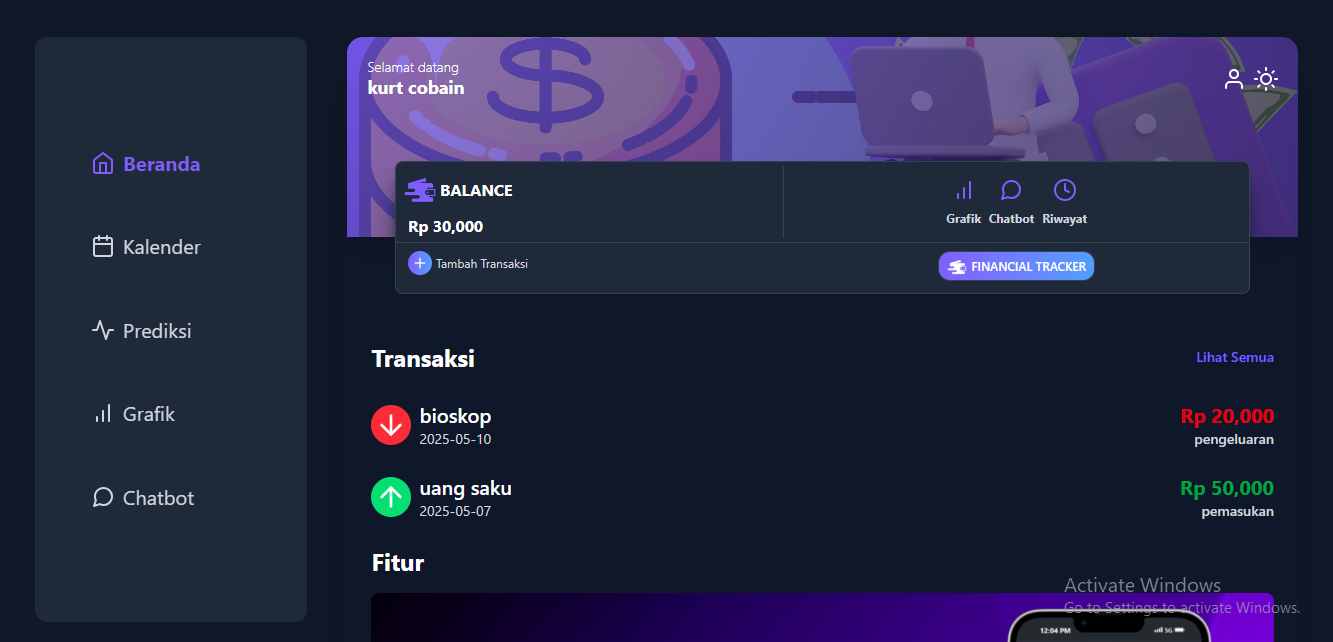 Selamat datang
kurt cobain
Beranda
Kalender
Prediksi
Grafik
Chatbot
BALANCE
Rp 30,000
Grafik Chatbot Riwayat
Tambah Transaksi
FINANCIAL TRACKER
Transaksi
Lihat Semua
bioskop
2025-05-10
Rp 20,000
pengeluaran
uang saku
2025-05-07
Rp 50,000
pemasukan
Fitur
Activate Windows
Go to Settings to activate Windows.
12:04 PM
5G